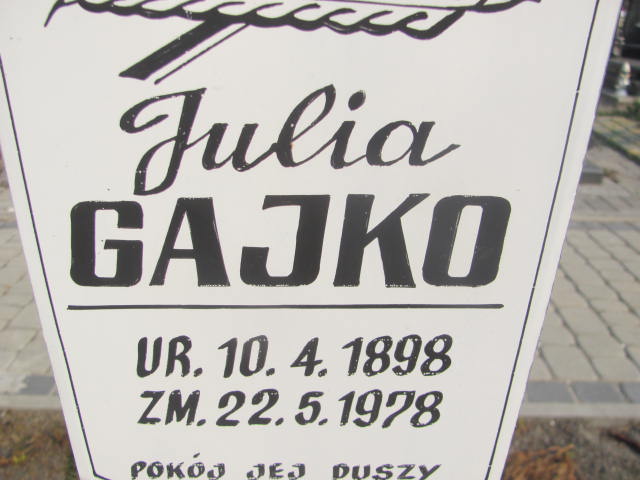 Julia
GAJKO
UR. 10. 4. 1898
ZM. 22. 5. 1978
POKÓJ JEJ DUSZY